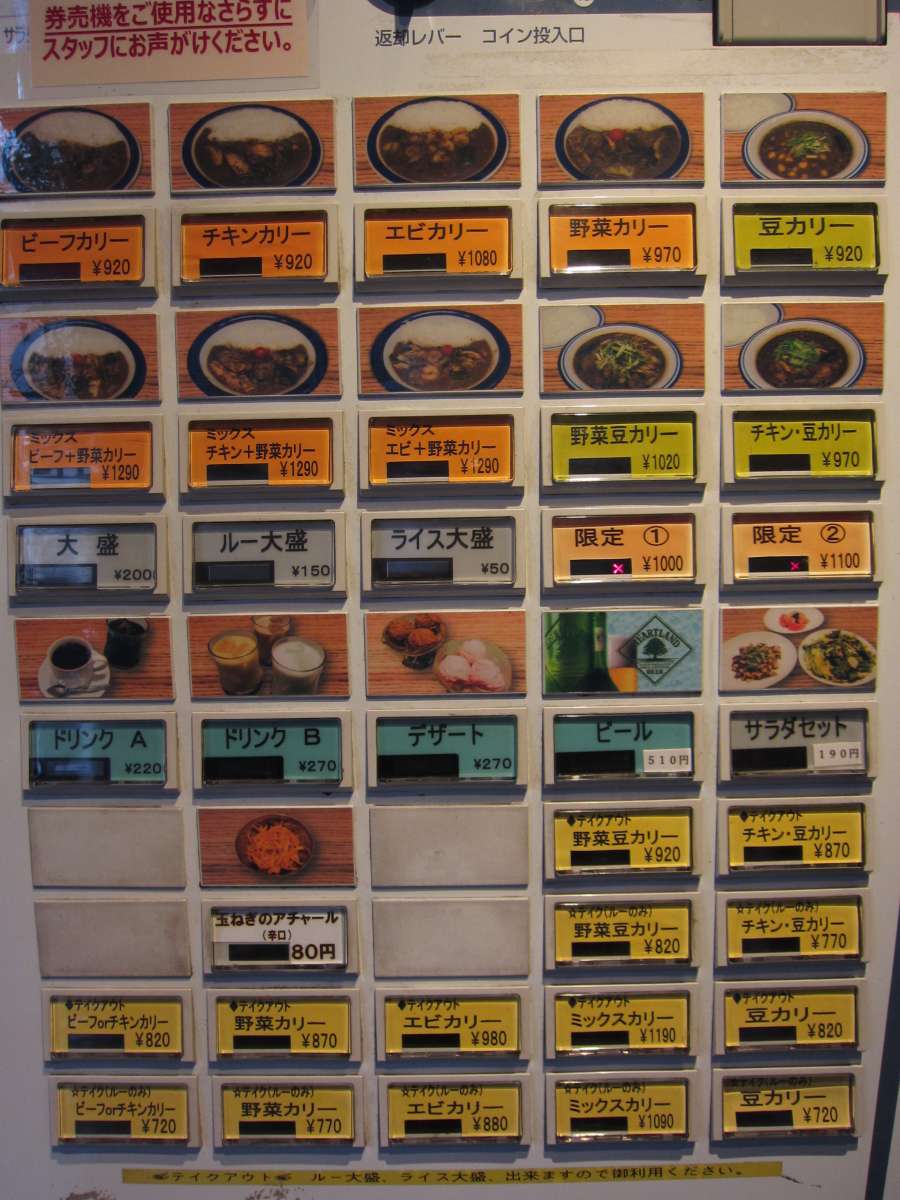 券売機をご使用なさらずに
スタッフにお声がけください。
サラ
返却レバー コイン投入口
ビーフカリー ¥920
チキンカリー ¥920
エビカリー ¥1080
野菜カリー ¥970
豆カリー ¥920
ミックス
ビーフ+野菜カリー
¥1290
ミックス
チキン+野菜カリー
¥1290
ミックス
エビ+野菜カリー
¥1290
野菜豆カリー
¥1020
チキン・豆カリー
¥970
大 盛
¥200
ルー大盛
¥150
ライス大盛
¥50
限定 ①
× ¥1000
限定 ②
× ¥1100
HEARTLAND
BEER
ドリンク A
¥220
ドリンク B
¥270
デザート
¥270
ビール
510円
サラダセット
190円
◆テイクアウト
野菜豆カリー
¥920
◆テイクアウト
チキン・豆カリー
¥870
玉ねぎのアチャール
(辛口)
80円
☆テイク(ルーのみ)
野菜豆カリー
¥820
☆テイク(ルーのみ)
チキン・豆カリー
¥770
◆テイクアウト
ビーフorチキンカリー
¥820
◆テイクアウト
野菜カリー
¥870
◆テイクアウト
エビカリー
¥980
◆テイクアウト
ミックスカリー
¥1190
◆テイクアウト
豆カリー
¥820
☆テイク(ルーのみ)
ビーフorチキンカリー
¥720
☆テイク(ルーのみ)
野菜カリー
¥770
☆テイク(ルーのみ)
エビカリー
¥880
☆テイク(ルーのみ)
ミックスカリー
¥1090
☆テイク(ルーのみ)
豆カリー
¥720
テイクアウト ルー大盛、ライス大盛、出来ますので御利用ください。